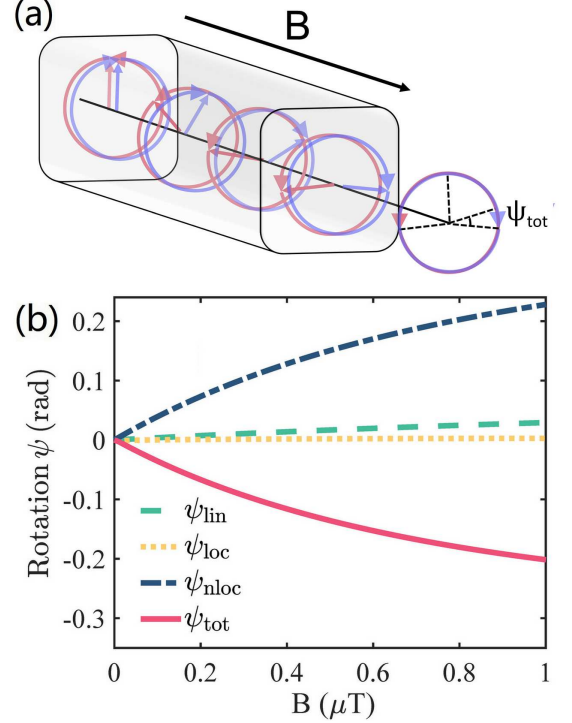 (a)
B
ψtot
(b)
0.2
0.1
0
-0.1
-0.2
-0.3
Rotation ψ (rad)
ψlin
ψloc
ψnloc
ψtot
0 0.2 0.4 0.6 0.8 1
B (μT)